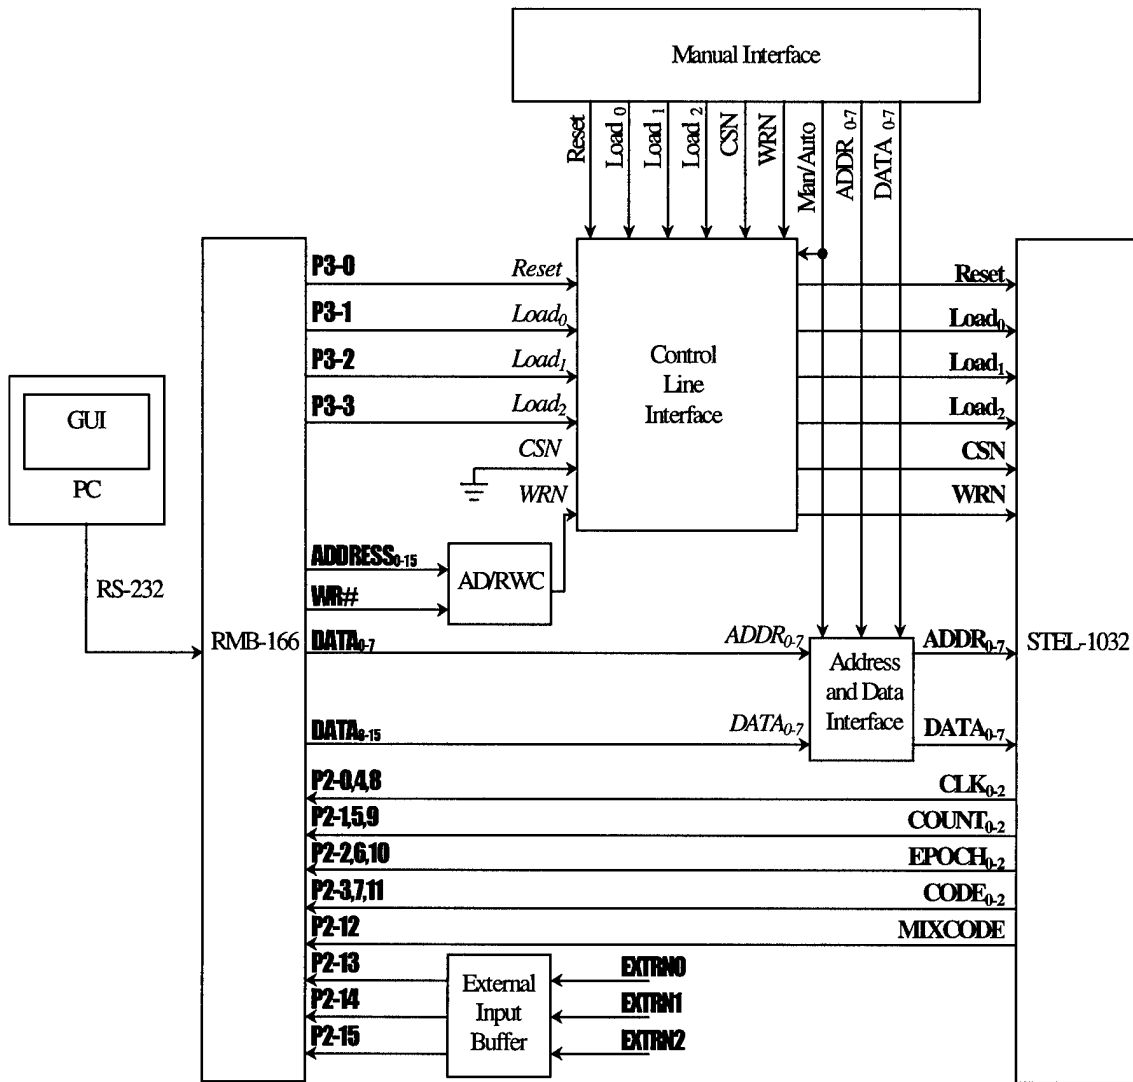 Manual Interface
Reset
Load 0
Load 1
Load 2
CSN
WRN
Man/Auto
ADDR 0-7
DATA 0-7
P3-0 Reset
P3-1 Load0
P3-2 Load1
P3-3 Load2
CSN
WRN
Control
Line
Interface
Reset
Load0
Load1
Load2
CSN
WRN
GUI
PC
RS-232
RMB-166
ADDRESS0-15
WR#
AD/RWC
DATA0-7 ADDR0-7
DATA8-15 DATA0-7
Address
and Data
Interface
ADDR0-7
DATA0-7
STEL-1032
P2-0,4,8 CLK0-2
P2-1,5,9 COUNT0-2
P2-2,6,10 EPOCH0-2
P2-3,7,11 CODE0-2
P2-12 MIXCODE
P2-13
P2-14
P2-15
External
Input
Buffer
EXTRN0
EXTRN1
EXTRN2